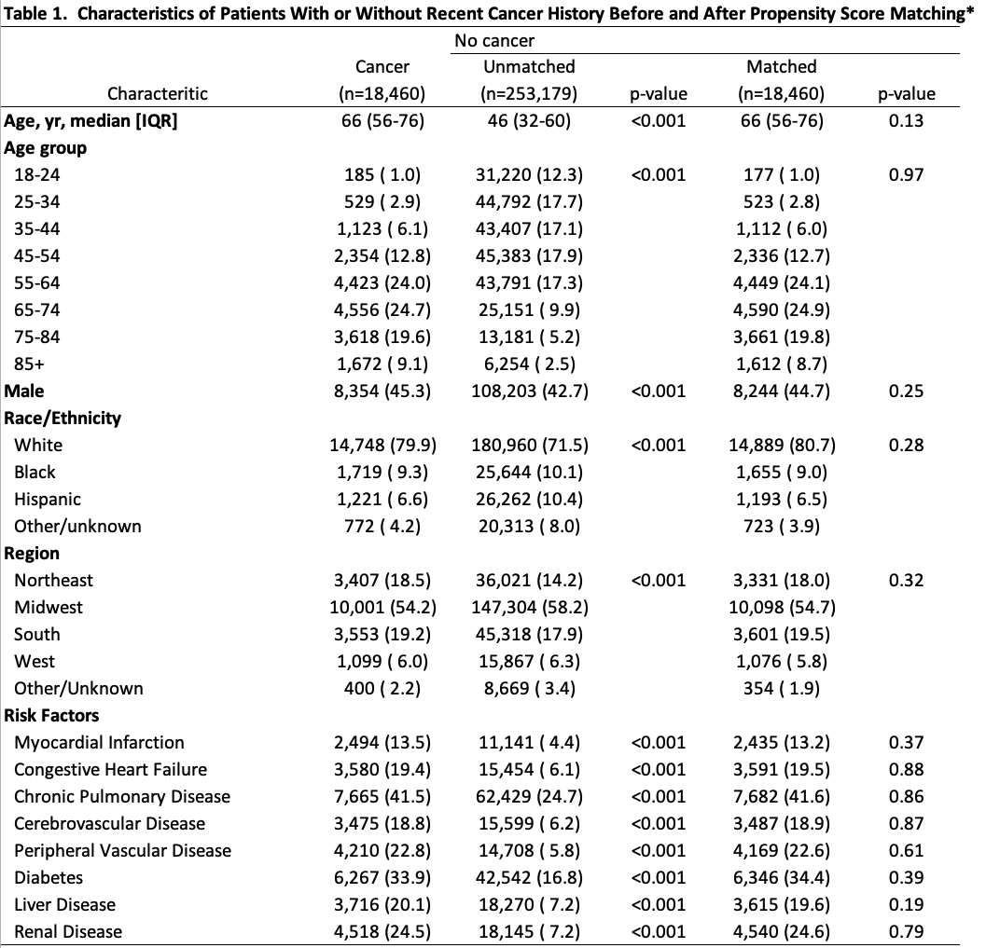 Table 1. Characteristics of Patients With or Without Recent Cancer History Before and After Propensity Score Matching*
No cancer
Cancer Unmatched Matched
Characteritic (n=18,460) (n=253,179) p-value (n=18,460) p-value
Age, yr, median [IQR] 66 (56-76) 46 (32-60) <0.001 66 (56-76) 0.13
Age group
18-24 185 ( 1.0) 31,220 (12.3) <0.001 177 ( 1.0) 0.97
25-34 529 ( 2.9) 44,792 (17.7) 523 ( 2.8)
35-44 1,123 ( 6.1) 43,407 (17.1) 1,112 ( 6.0)
45-54 2,354 (12.8) 45,383 (17.9) 2,336 (12.7)
55-64 4,423 (24.0) 43,791 (17.3) 4,449 (24.1)
65-74 4,556 (24.7) 25,151 ( 9.9) 4,590 (24.9)
75-84 3,618 (19.6) 13,181 ( 5.2) 3,661 (19.8)
85+ 1,672 ( 9.1) 6,254 ( 2.5) 1,612 ( 8.7)
Male 8,354 (45.3) 108,203 (42.7) <0.001 8,244 (44.7) 0.25
Race/Ethnicity
White 14,748 (79.9) 180,960 (71.5) <0.001 14,889 (80.7) 0.28
Black 1,719 ( 9.3) 25,644 (10.1) 1,655 ( 9.0)
Hispanic 1,221 ( 6.6) 26,262 (10.4) 1,193 ( 6.5)
Other/unknown 772 ( 4.2) 20,313 ( 8.0) 723 ( 3.9)
Region
Northeast 3,407 (18.5) 36,021 (14.2) <0.001 3,331 (18.0) 0.32
Midwest 10,001 (54.2) 147,304 (58.2) 10,098 (54.7)
South 3,553 (19.2) 45,318 (17.9) 3,601 (19.5)
West 1,099 ( 6.0) 15,867 ( 6.3) 1,076 ( 5.8)
Other/Unknown 400 ( 2.2) 8,669 ( 3.4) 354 ( 1.9)
Risk Factors
Myocardial Infarction 2,494 (13.5) 11,141 ( 4.4) <0.001 2,435 (13.2) 0.37
Congestive Heart Failure 3,580 (19.4) 15,454 ( 6.1) <0.001 3,591 (19.5) 0.88
Chronic Pulmonary Disease 7,665 (41.5) 62,429 (24.7) <0.001 7,682 (41.6) 0.86
Cerebrovascular Disease 3,475 (18.8) 15,599 ( 6.2) <0.001 3,487 (18.9) 0.87
Peripheral Vascular Disease 4,210 (22.8) 14,708 ( 5.8) <0.001 4,169 (22.6) 0.61
Diabetes 6,267 (33.9) 42,542 (16.8) <0.001 6,346 (34.4) 0.39
Liver Disease 3,716 (20.1) 18,270 ( 7.2) <0.001 3,615 (19.6) 0.19
Renal Disease 4,518 (24.5) 18,145 ( 7.2) <0.001 4,540 (24.6) 0.79